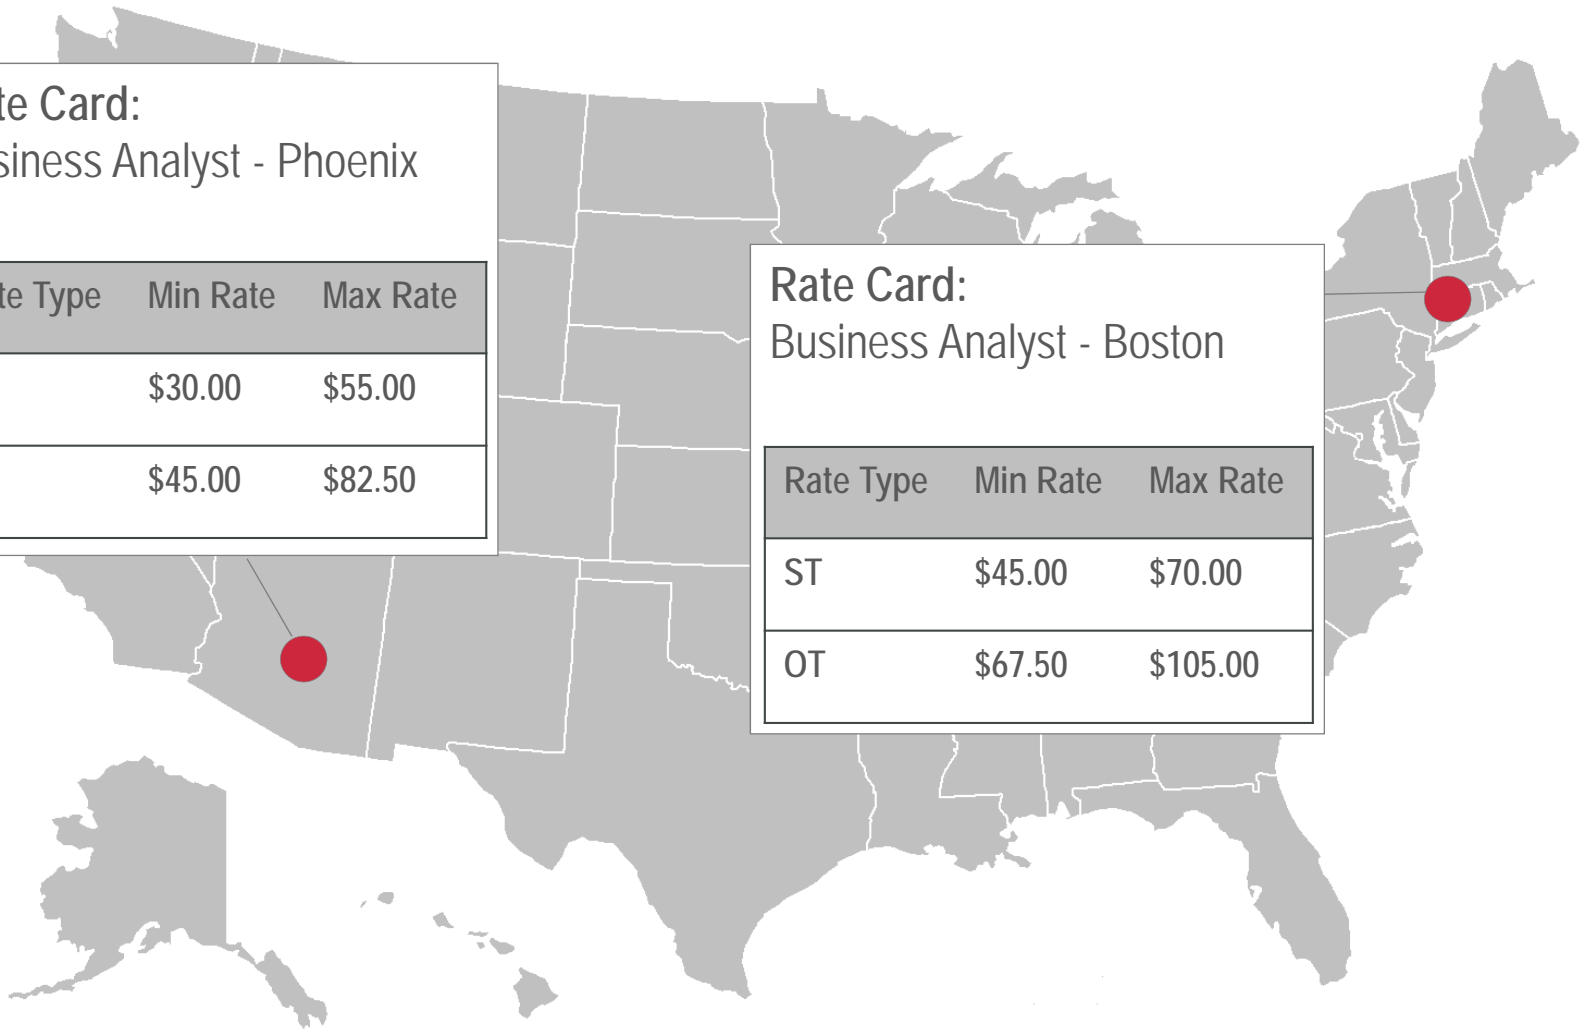 te Card:
siness Analyst - Phoenix
te Type Min Rate Max Rate
$30.00 $55.00
$45.00 $82.50
Rate Card:
Business Analyst - Boston
Rate Type Min Rate Max Rate
ST $45.00 $70.00
OT $67.50 $105.00